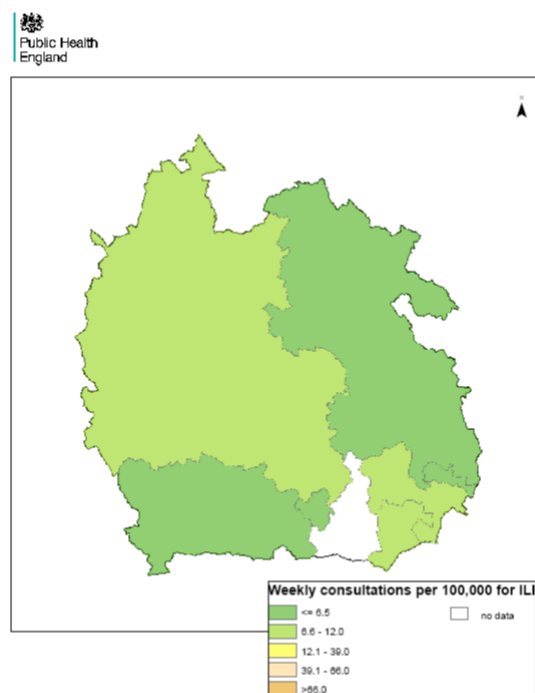 Public Health
England
N
Weekly consultations per 100,000 for ILI
<= 6.5
no data
6.6 - 12.0
12.1 - 39.0
39.1 - 66.0
>66.0